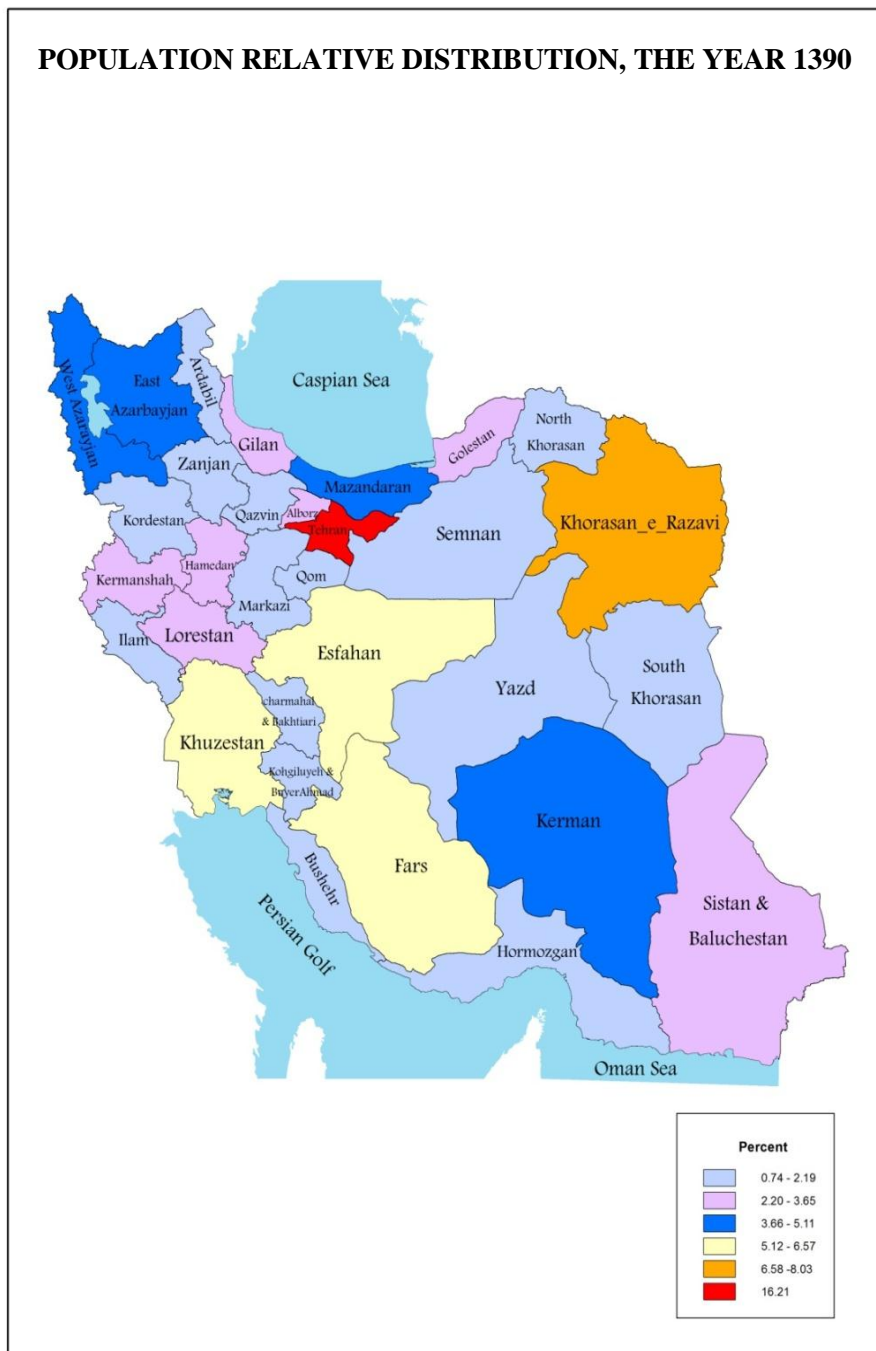 POPULATION RELATIVE DISTRIBUTION, THE YEAR 1390
Caspian Sea
West Azarayjan
East
Azarbayjan
Ardabil
Gilan
Golestan
North
Khorasan
Zanjan
Mazandaran
Kordestan
Qazvin
Alborz
Tehran
Semnan
Khorasan_e_Razavi
Hamedan
Kermanshah
Qom
Markazi
Ilam
Lorestan
Esfahan
Yazd
South
Khorasan
charmahal
& Bakhtiari
Khuzestan
Kohgiluyeh &
BuyerAhmad
Kerman
Fars
Bushehr
Sistan &
Baluchestan
Persian Golf
Hormozgan
Oman Sea
Percent
0.74 - 2.19
2.20 - 3.65
3.66 - 5.11
5.12 - 6.57
6.58 -8.03
16.21